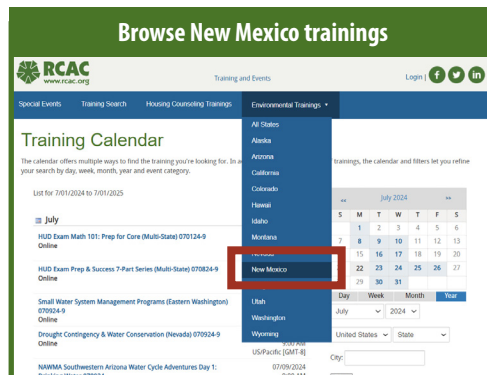 Browse New Mexico trainings
RCAC
www.rcac.org
Training and Events
Login |
Special Events Training Search Housing Counseling Trainings Environmental Trainings
All States
Alaska
Arizona
California
Colorado
Hawaii
Idaho
Montana
New Mexico
Utah
Washington
Wyoming
Training Calendar
The calendar offers multiple ways to find the training you're looking for. In a trainings, the calendar and filters let you refine
your search by day, week, month, year and event category.
List for 7/01/2024 to 7/01/2025
July
HUD Exam Math 101: Prep for Core (Multi-State) 070124-9
Online
HUD Exam Prep & Success 7-Part Series (Multi-State) 070824-9
Online
Small Water System Management Programs (Eastern Washington)
070924-9
Online
Drought Contingency & Water Conservation (Nevada) 070924-9
Online
9:00 AM
US/Pacific [GMT-8]
NAWMA Southwestern Arizona Water Cycle Adventures Day 1:
07/09/2024
«« July 2024 »»
S M T W T F S
1 2 3 4 5 6
7 8 9 10 11 12 13
15 16 17 18 19 20
22 23 24 25 26 27
29 30 31
Day Week Month Year
July 2024
United States State
City: